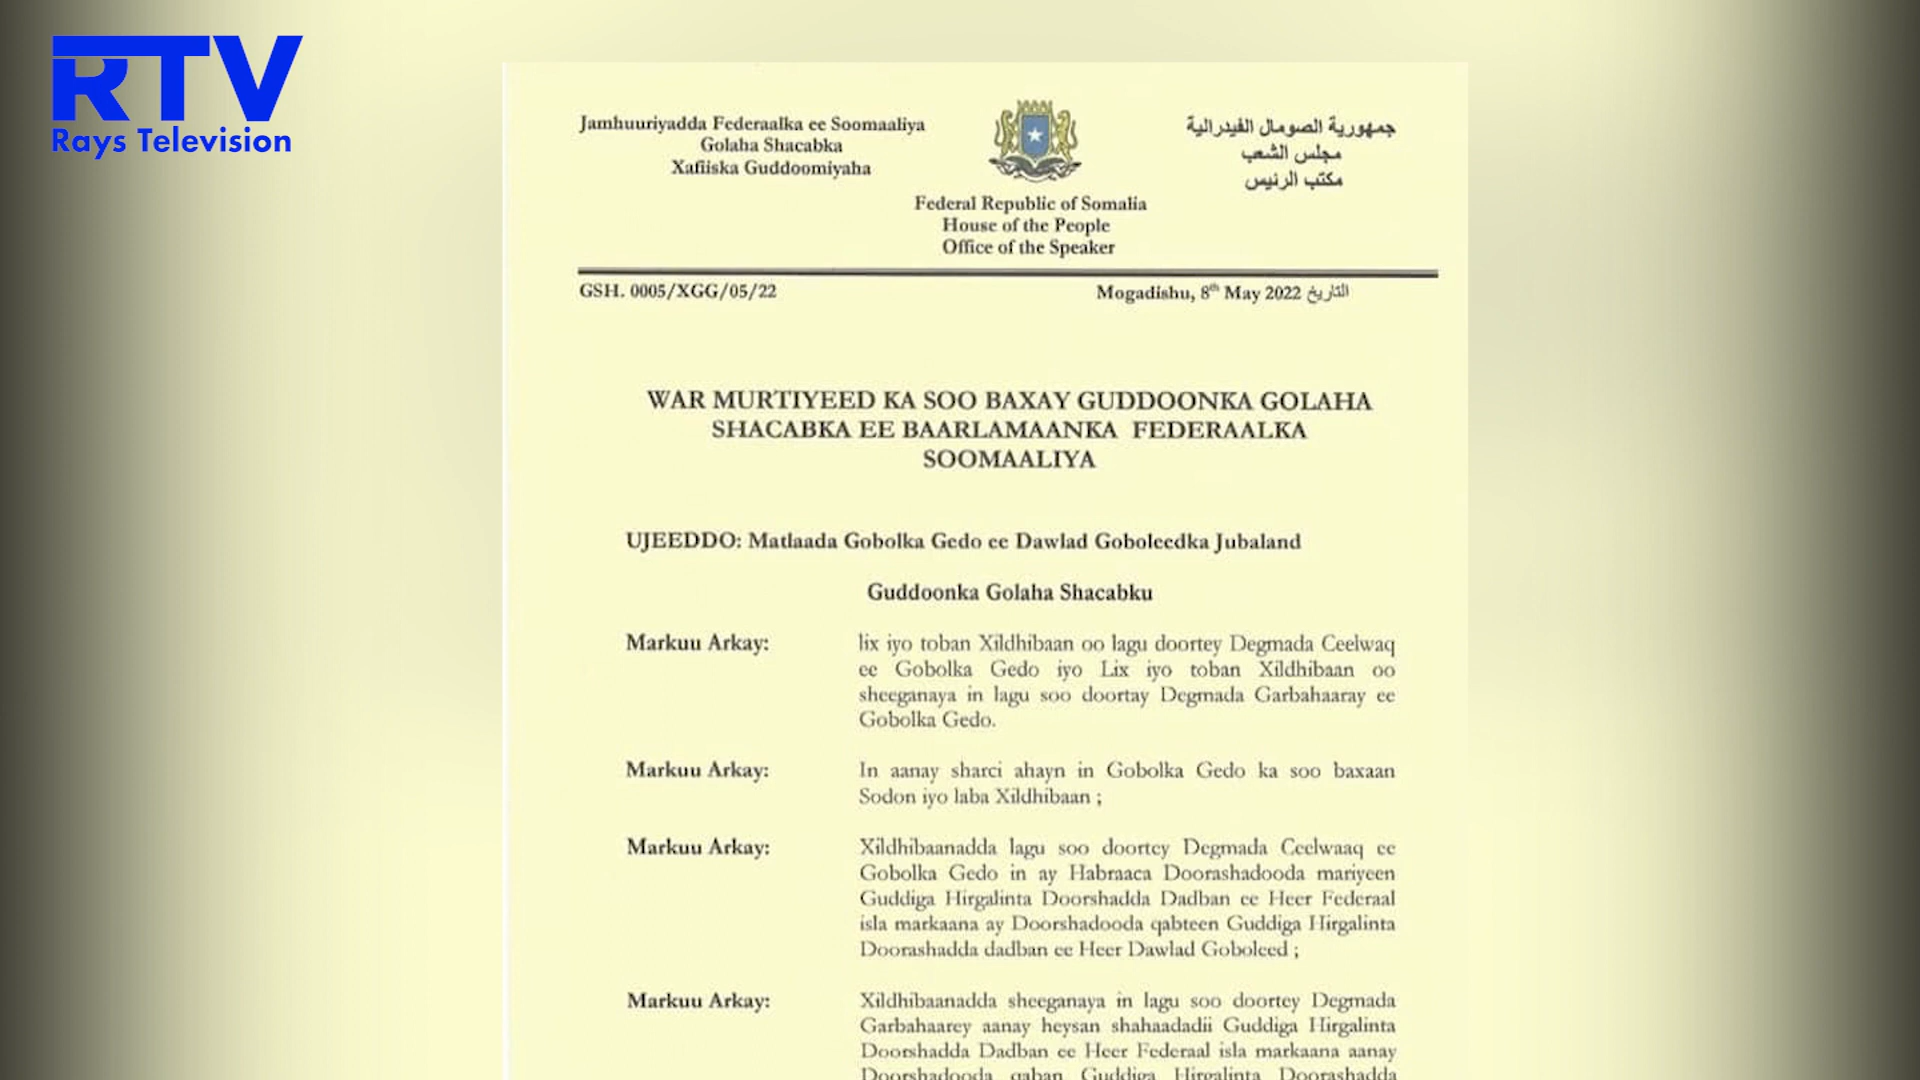 RTV
Rays Television
Jamhuuriyadda Federaalka ee Soomaaliya
Golaha Shacabka
Xafiiska Guddoomiyaha
جمهورية الصومال الفيدرالية
مجلس الشعب
مكتب الرئيس
Federal Republic of Somalia
House of the People
Office of the Speaker
GSH. 0005/XGG/05/22
Mogadishu, 8th May 2022 التاريخ
WAR MURTIYEED KA SOO BAXAY GUDDOONKA GOLAHA
SHACABKA EE BAARLAMAANKA FEDERAALKA
SOOMAALIYA
UJEEDDO: Matlaada Gobolka Gedo ee Dawlad Goboleedka Jubaland
Guddoonka Golaha Shacabku
Markuu Arkay: lix iyo toban Xildhibaan oo lagu doortey Degmada Ceelwaq
ee Gobolka Gedo iyo Lix iyo toban Xildhibaan oo
sheeganaya in lagu soo doortay Degmada Garbahaaray ee
Gobolka Gedo.
Markuu Arkay: In aanay sharci ahayn in Gobolka Gedo ka soo baxaan
Sodon iyo laba Xildhibaan ;
Markuu Arkay: Xildhibaanadda lagu soo doortey Degmada Ceelwaaq ee
Gobolka Gedo in ay Habraaca Doorashadooda mariyeen
Guddiga Hirgalinta Doorshadda Dadban ee Heer Federaal
isla markaana ay Doorshadooda qabteen Guddiga Hirgalinta
Doorashadda dadban ee Heer Dawlad Goboleed ;
Markuu Arkay: Xildhibaanadda sheeganaya in lagu soo doortey Degmada
Garbahaarey aanay heysan shahaadadii Guddiga Hirgalinta
Doorshadda Dadban ee Heer Federaal isla markaana aanay
Doorshadooda qaban Guddiga Hirgalinta Doorashadda